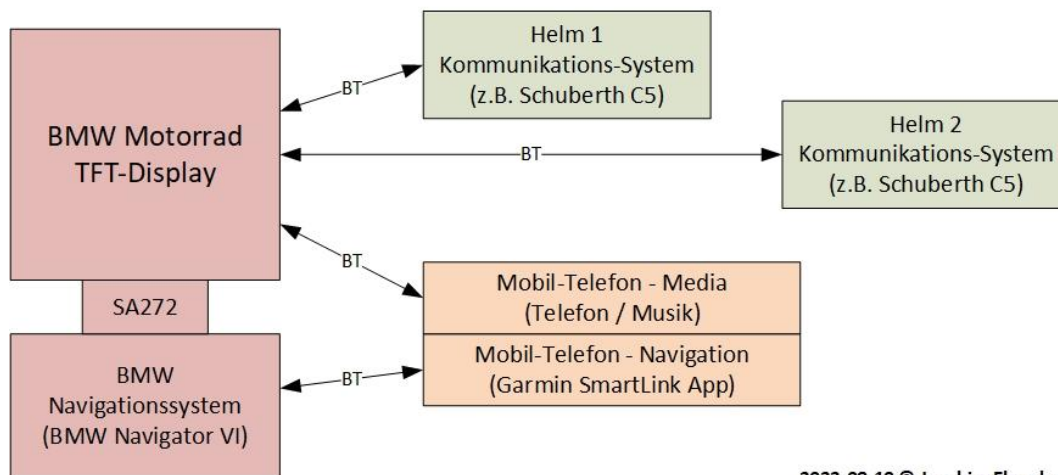 Helm 1
Kommunikations-System
(z.B. Schuberth C5)
BT
BMW Motorrad
TFT-Display
BT
Helm 2
Kommunikations-System
(z.B. Schuberth C5)
BT
Mobil-Telefon - Media
(Telefon / Musik)
SA272
Mobil-Telefon - Navigation
(Garmin SmartLink App)
BT
BMW
Navigationssystem
(BMW Navigator VI)